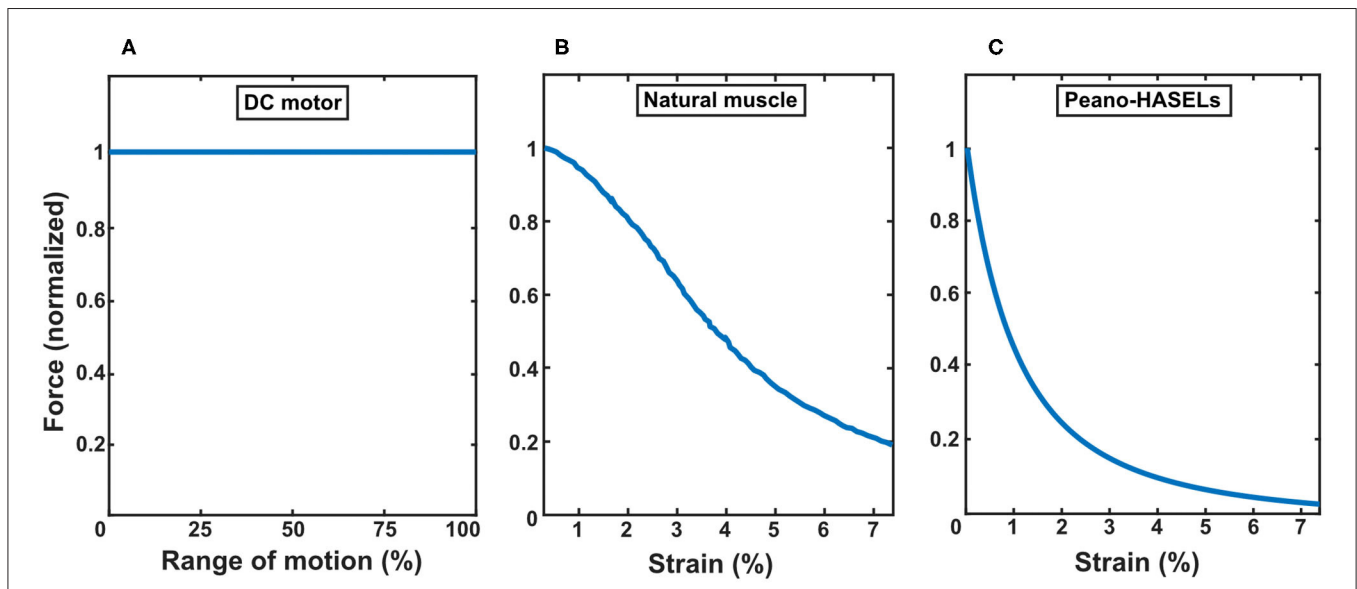 A
B
C
DC motor
Natural muscle
Peano-HASELs
Force (normalized)
1
0.8
0.6
0.4
0.2
0 25 50 75 100
Range of motion (%)
1
0.8
0.6
0.4
0.2
0
1 2 3 4 5 6 7
Strain (%)
1
0.8
0.6
0.4
0.2
0 1 2 3 4 5 6 7
Strain (%)